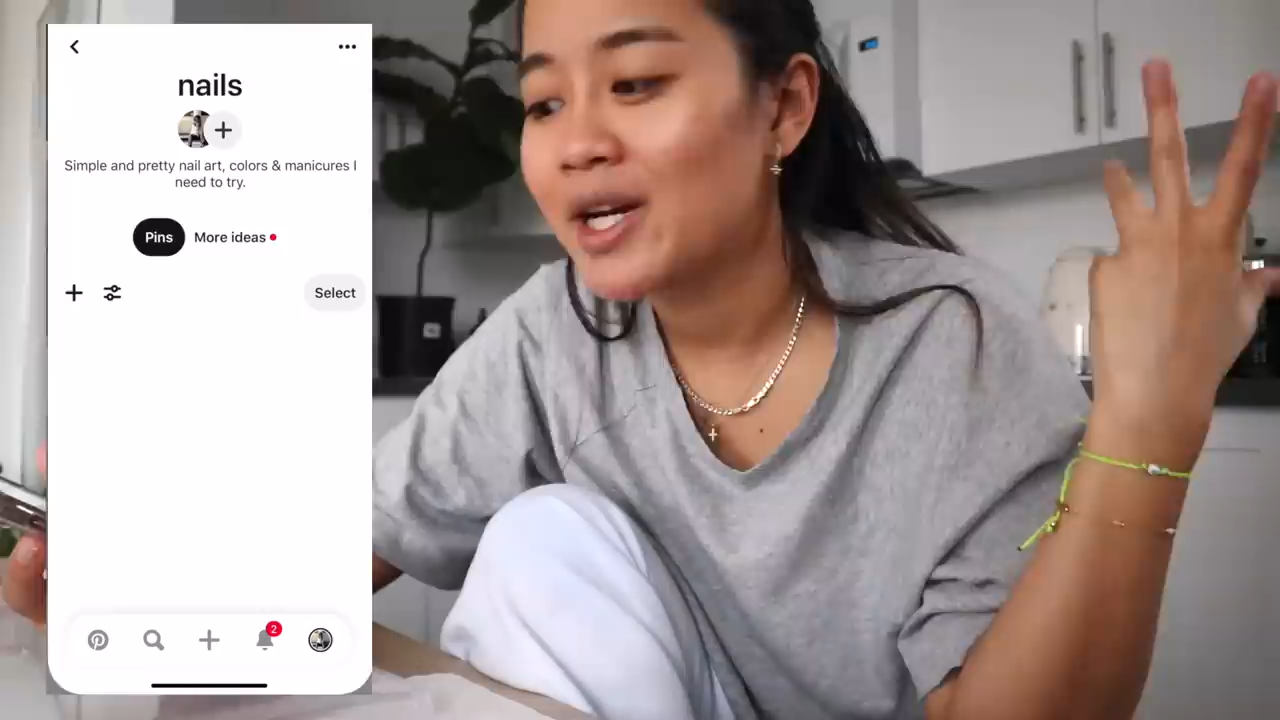 nails
Simple and pretty nail art, colors & manicures I
need to try.
Pins
More ideas
Select
2